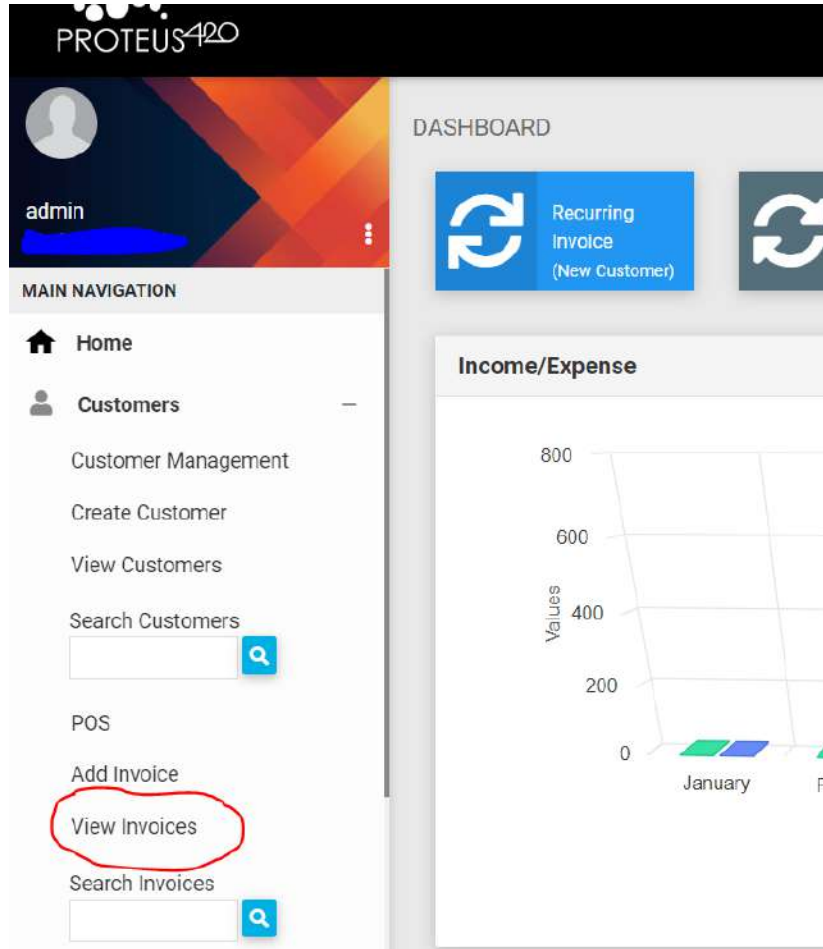 PROTEUS420
admin
MAIN NAVIGATION
Home
Customers
Customer Management
Create Customer
View Customers
Search Customers
POS
Add Invoice
View Invoices
Search Invoices
DASHBOARD
Recurring
Invoice
(New Customer)
Income/Expense
800
600
400
200
0
Values
January
F